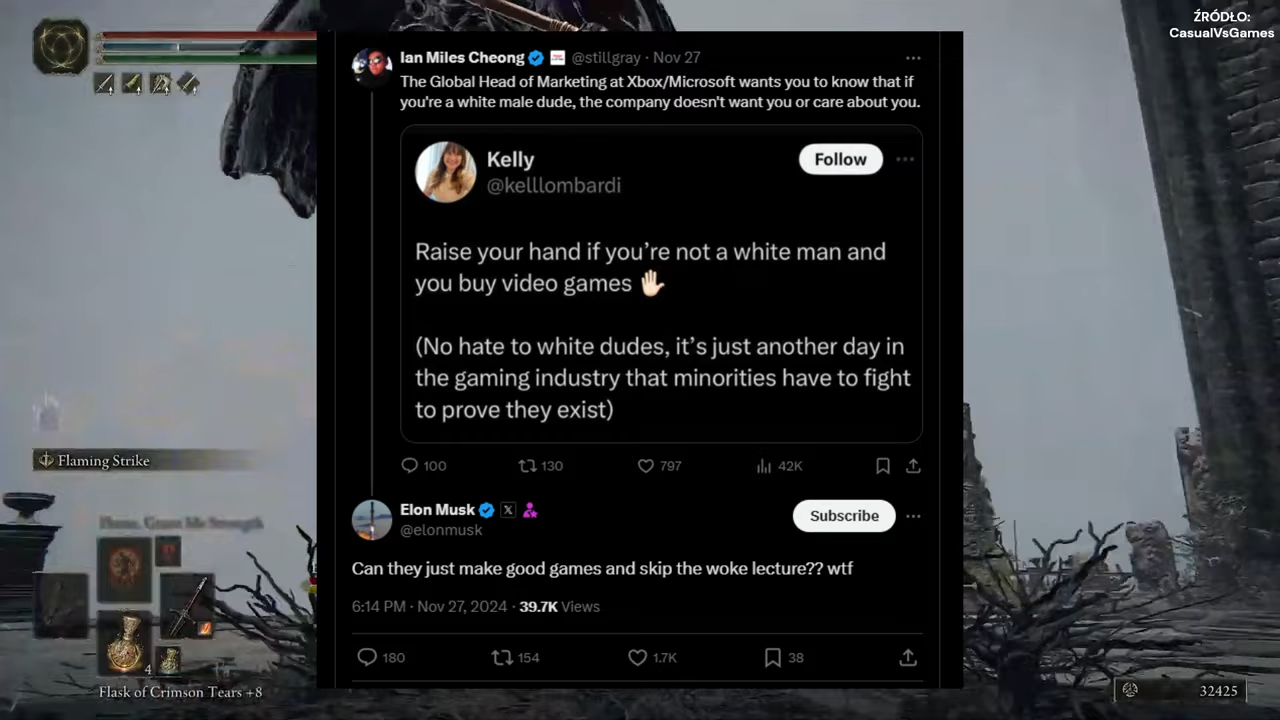 ŹRÓDŁO:
CasualVsGames
Ian Miles Cheong @stillgray · Nov 27
The Global Head of Marketing at Xbox/Microsoft wants you to know that if
you're a white male dude, the company doesn't want you or care about you.
Kelly
@kelllombardi
Follow
Raise your hand if you're not a white man and
you buy video games ✋🏻
(No hate to white dudes, it's just another day in
the gaming industry that minorities have to fight
to prove they exist)
100 130 797 42K
Elon Musk
@elonmusk
Subscribe
Can they just make good games and skip the woke lecture?? wtf
6:14 PM · Nov 27, 2024 · 39.7K Views
180 154 1.7K 38
Flaming Strike
4
Flask of Crimson Tears +8
32425